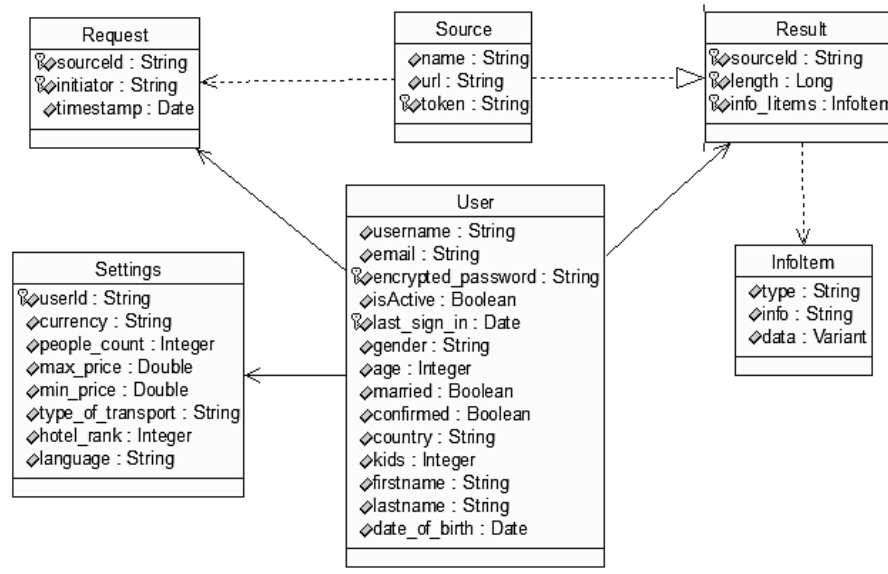 Request
sourceId : String
initiator : String
timestamp : Date
Source
name : String
url : String
token : String
Result
sourceId : String
length : Long
info_Iitems : InfoItem
User
username : String
email : String
encrypted_password : String
isActive : Boolean
last_sign_in : Date
gender : String
age : Integer
married : Boolean
confirmed : Boolean
country : String
kids : Integer
firstname : String
lastname : String
date_of_birth : Date
Settings
userId : String
currency : String
people_count : Integer
max_price : Double
min_price : Double
type_of_transport : String
hotel_rank : Integer
language : String
InfoItem
type : String
info : String
data : Variant